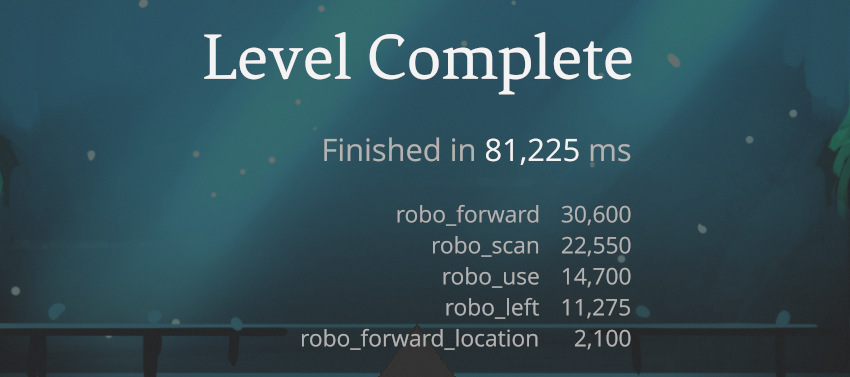 Level Complete
Finished in 81,225 ms
robo_forward 30,600
robo_scan 22,550
robo_use 14,700
robo_left 11,275
robo_forward_location 2,100